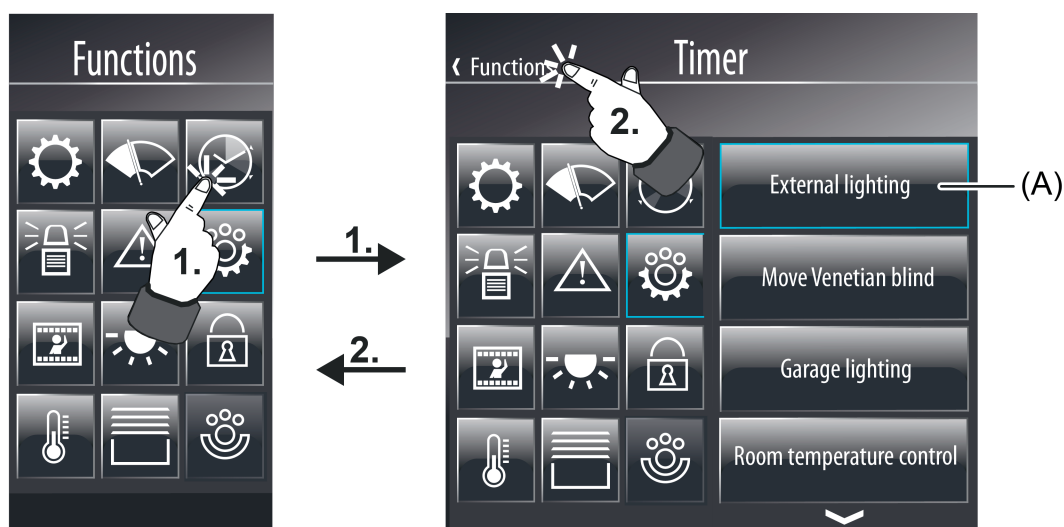 Functions
1.
1.
2.
Timer
‹ Functions
2.
External lighting
(A)
Move Venetian blind
Garage lighting
Room temperature control